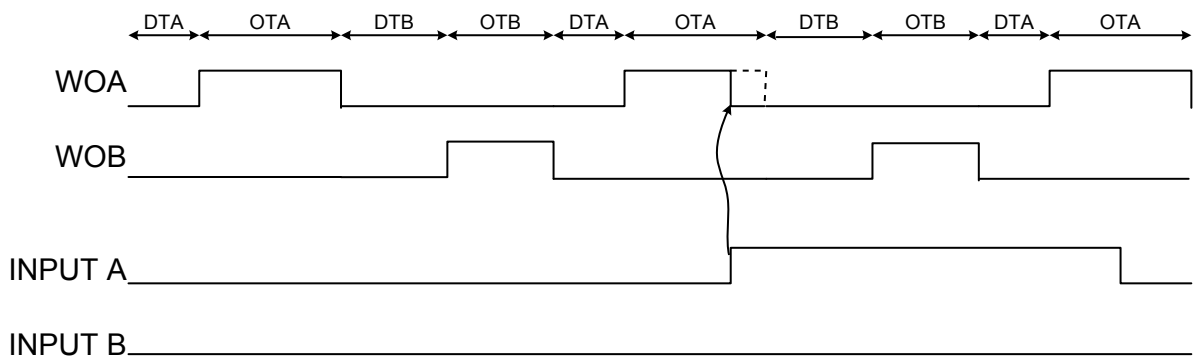 DTA OTA DTB OTB DTA OTA DTB OTB DTA OTA
WOA
WOB
INPUT A
INPUT B